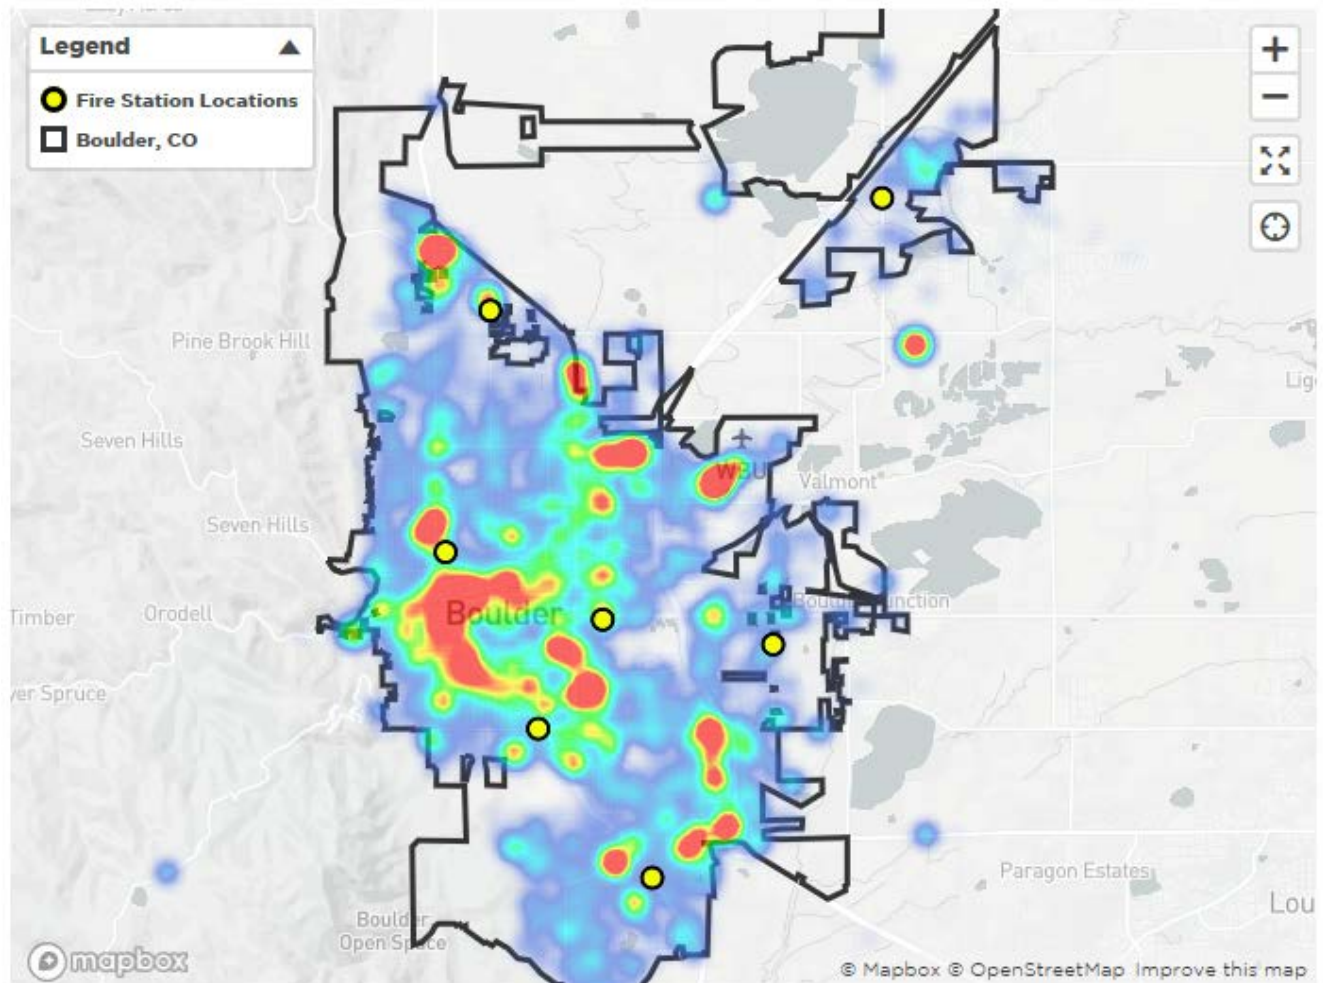 Legend
Fire Station Locations
Boulder, CO
Pine Brook Hill
Seven Hills
Valmont
Seven Hills
Boulder
Timber
Orodell
Paragon Estates
Lou
Boulder
Open Space
mapbox
© Mapbox © OpenStreetMap Improve this map